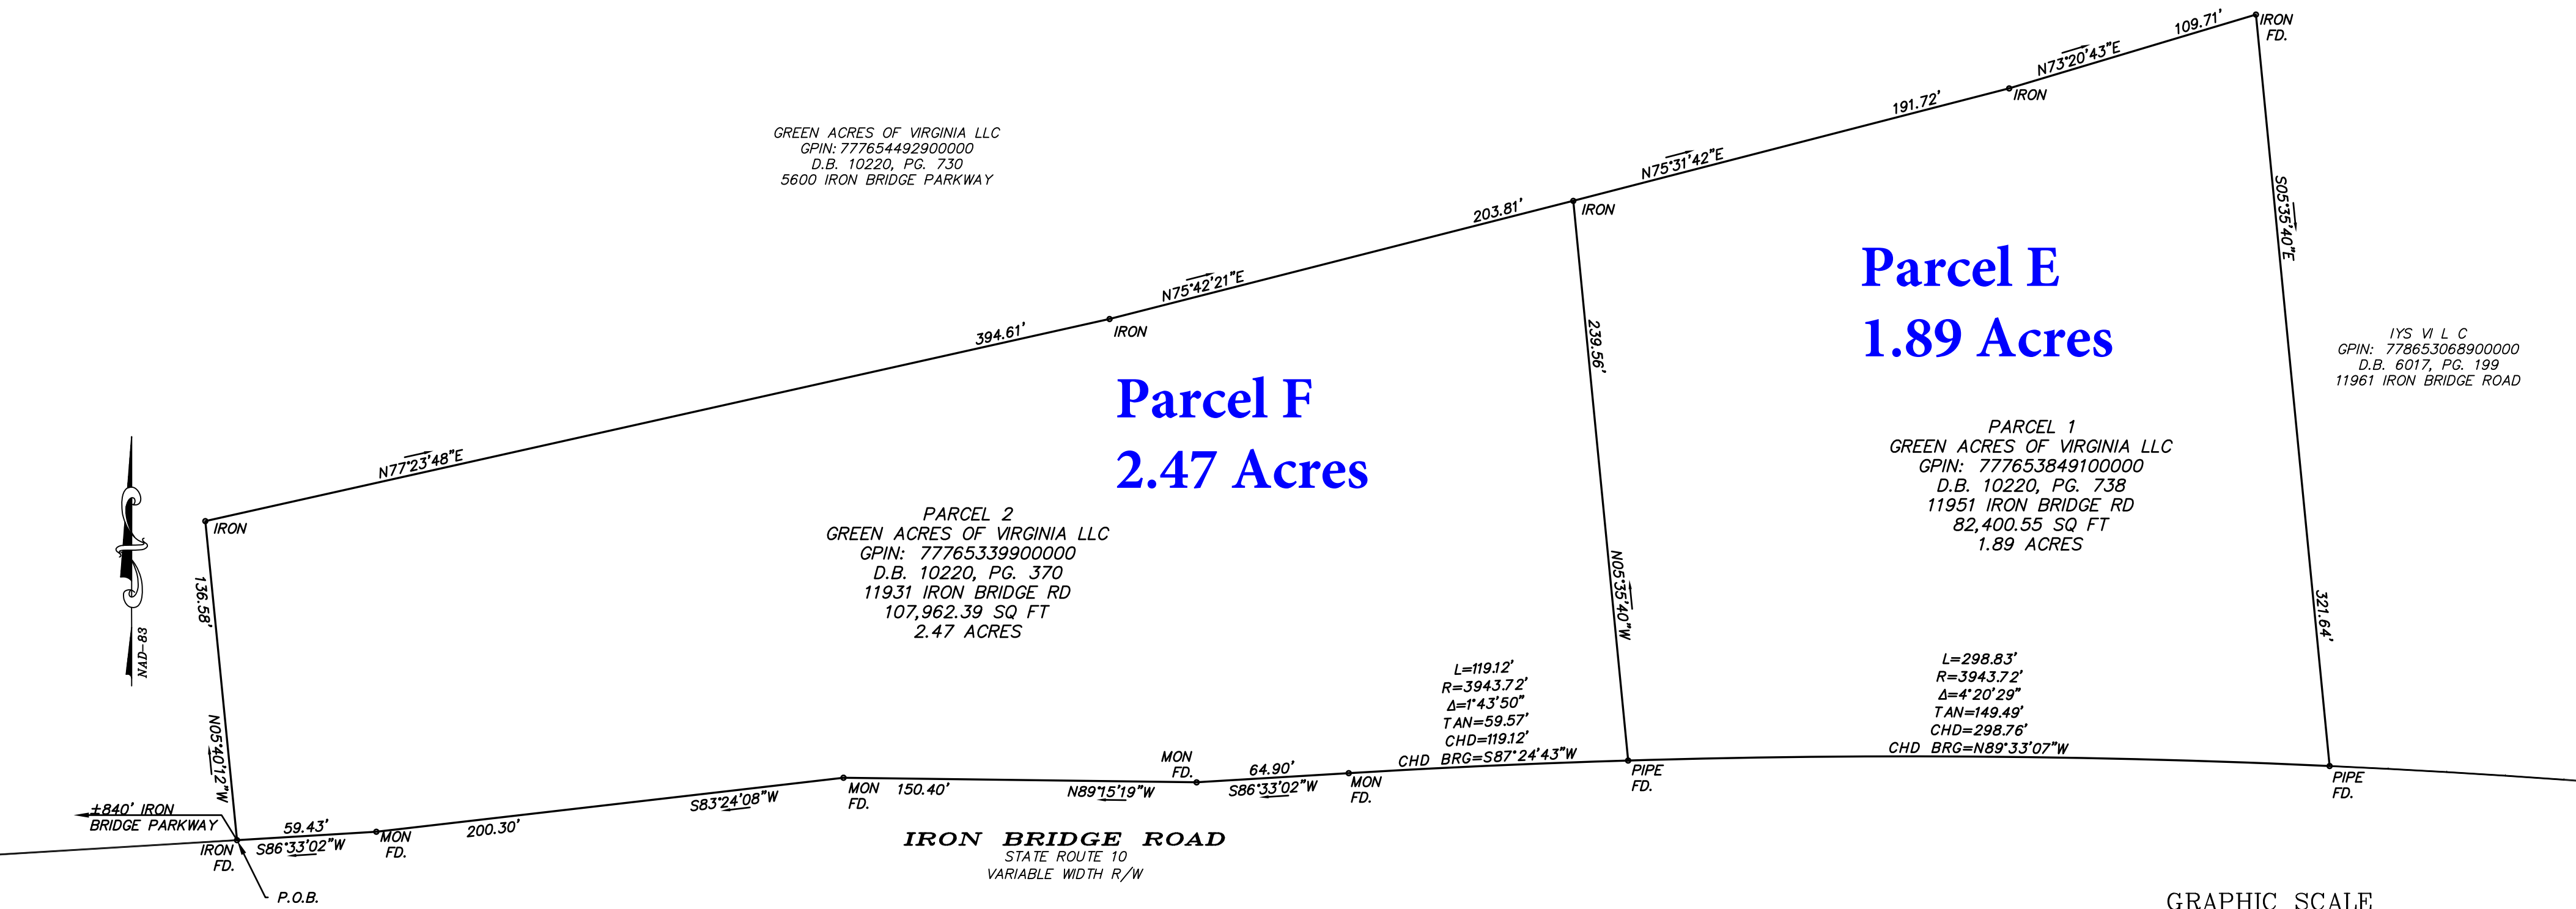 109.71'
IRON
FD.
N73°20'43"E
191.72'
IRON
GREEN ACRES OF VIRGINIA LLC
GPIN: 777654492900000
D.B. 10220, PG. 730
5600 IRON BRIDGE PARKWAY
N75°31'42"E
203.81'
IRON
S05°35'40"E
N75°42'21"E
394.61'
IRON
Parcel E
1.89 Acres
239.56'
IYS VI L C
GPIN: 778653068900000
D.B. 6017, PG. 199
11961 IRON BRIDGE ROAD
Parcel F
2.47 Acres
N77°23'48"E
IRON
PARCEL 1
GREEN ACRES OF VIRGINIA LLC
GPIN: 777653849100000
D.B. 10220, PG. 738
11951 IRON BRIDGE RD
82,400.55 SQ FT
1.89 ACRES
PARCEL 2
GREEN ACRES OF VIRGINIA LLC
GPIN: 77765339900000
D.B. 10220, PG. 370
11931 IRON BRIDGE RD
107,962.39 SQ FT
2.47 ACRES
NAD-83
136.58'
N05°35'40"W
321.64'
N05°40'12"W
L=119.12'
R=3943.72'
Δ=1°43'50"
TAN=59.57'
CHD=119.12'
CHD BRG=S87°24'43"W
L=298.83'
R=3943.72'
Δ=4°20'29"
TAN=149.49'
CHD=298.76'
CHD BRG=N89°33'07"W
PIPE
FD.
PIPE
FD.
MON
FD.
64.90'
S86°33'02"W
MON
FD.
MON
FD.
150.40'
N89°15'19"W
S83°24'08"W
200.30'
±840' IRON
BRIDGE PARKWAY
59.43'
S86°33'02"W
MON
FD.
IRON
FD.
P.O.B.
IRON BRIDGE ROAD
STATE ROUTE 10
VARIABLE WIDTH R/W
GRAPHIC SCALE